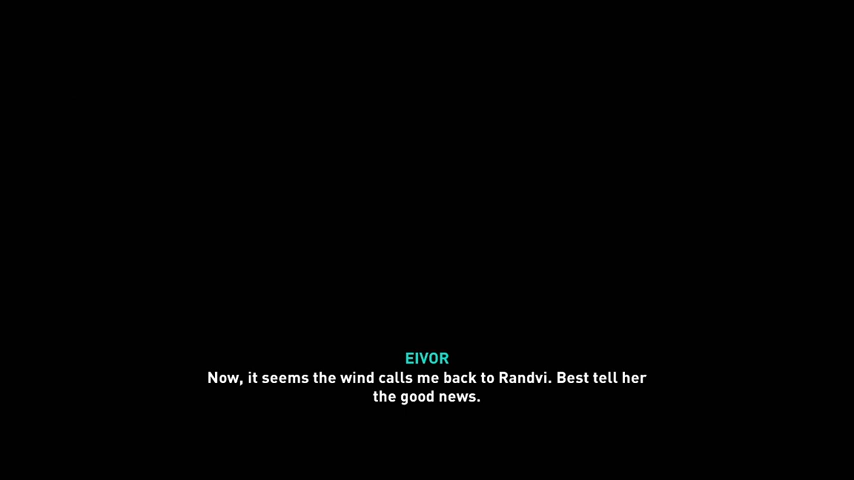 EIVOR
Now, it seems the wind calls me back to Randvi. Best tell her
the good news.